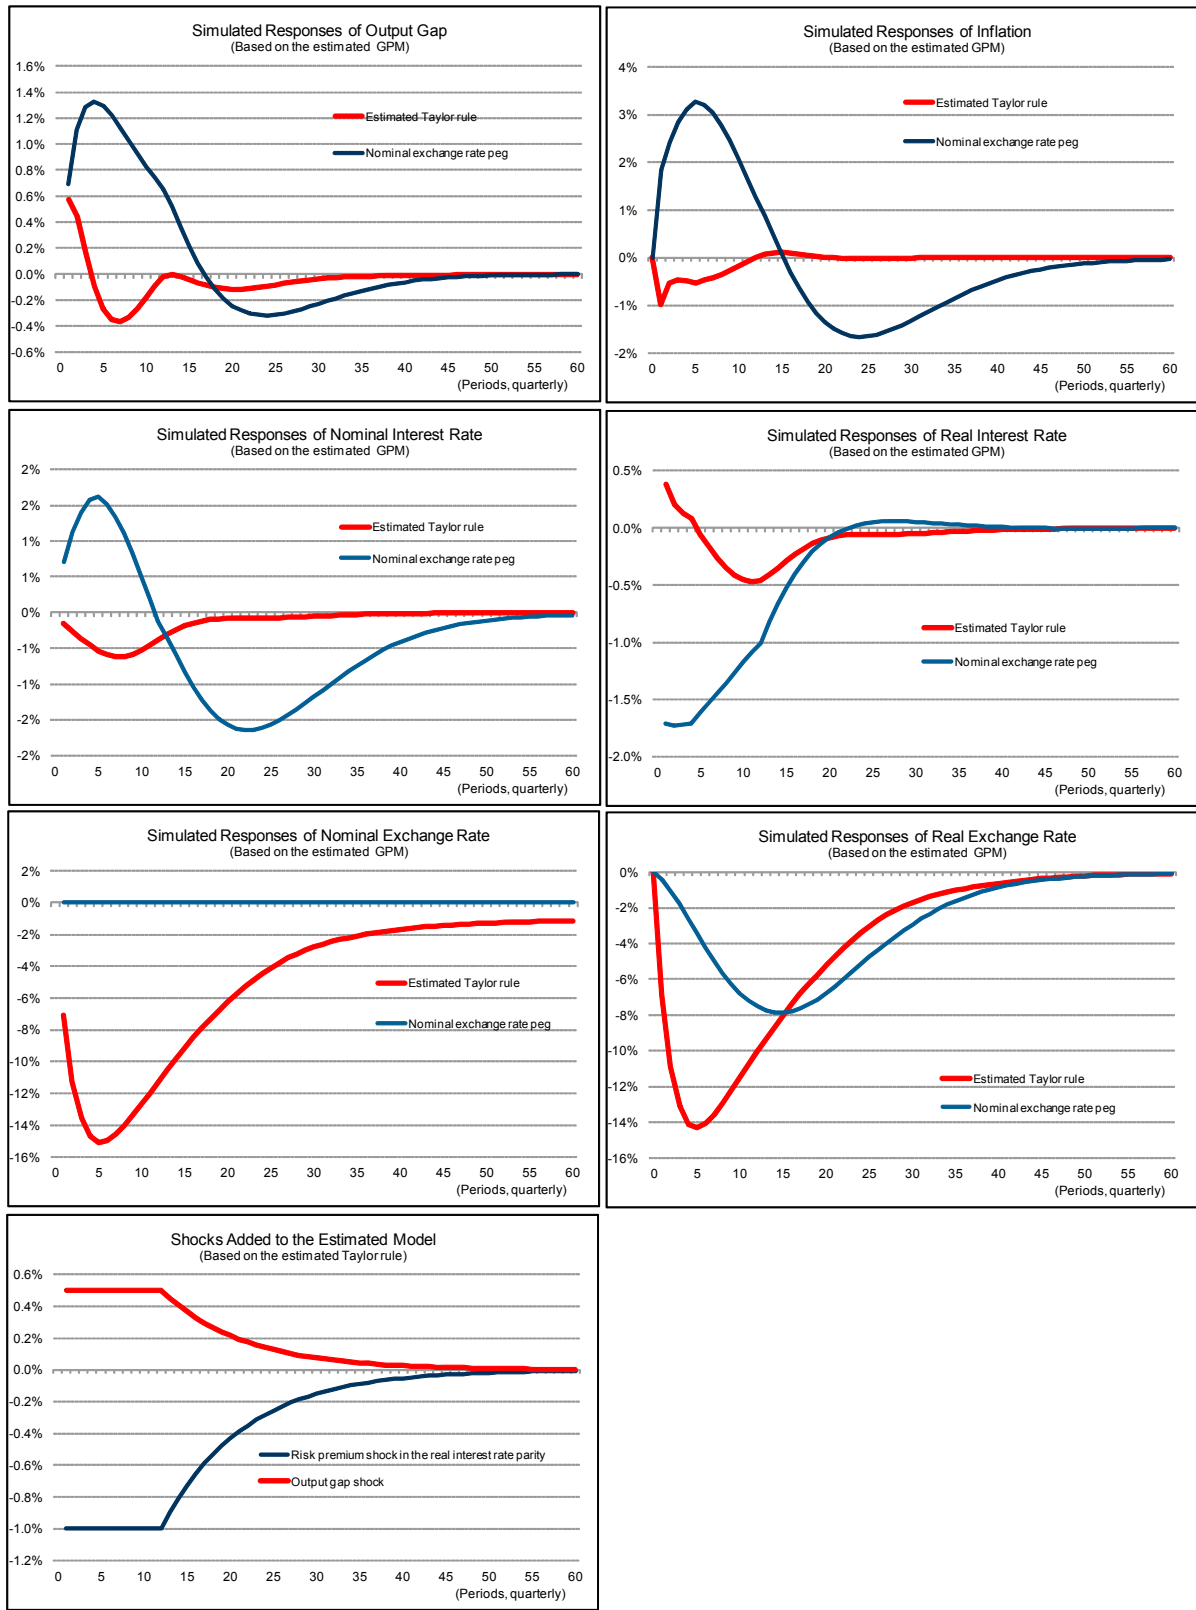 Simulated Responses of Output Gap
(Based on the estimated GPM)
1.6%
1.4%
1.2%
1.0%
0.8%
0.6%
0.4%
0.2%
0.0%
-0.2%
-0.4%
-0.6%
Estimated Taylor rule
Nominal exchange rate peg
0 5 10 15 20 25 30 35 40 45 50 55 60
(Periods, quarterly)
Simulated Responses of Inflation
(Based on the estimated GPM)
4%
3%
2%
1%
0%
-1%
-2%
Estimated Taylor rule
Nominal exchange rate peg
0 5 10 15 20 25 30 35 40 45 50 55 60
(Periods, quarterly)
Simulated Responses of Nominal Interest Rate
(Based on the estimated GPM)
2%
2%
1%
1%
0%
-1%
-1%
-2%
-2%
Estimated Taylor rule
Nominal exchange rate peg
0 5 10 15 20 25 30 35 40 45 50 55 60
(Periods, quarterly)
Simulated Responses of Real Interest Rate
(Based on the estimated GPM)
0.5%
0.0%
-0.5%
-1.0%
-1.5%
-2.0%
Estimated Taylor rule
Nominal exchange rate peg
0 5 10 15 20 25 30 35 40 45 50 55 60
(Periods, quarterly)
Simulated Responses of Nominal Exchange Rate
(Based on the estimated GPM)
2%
0%
-2%
-4%
-6%
-8%
-10%
-12%
-14%
-16%
Estimated Taylor rule
Nominal exchange rate peg
0 5 10 15 20 25 30 35 40 45 50 55 60
(Periods, quarterly)
Simulated Responses of Real Exchange Rate
(Based on the estimated GPM)
0%
-2%
-4%
-6%
-8%
-10%
-12%
-14%
-16%
Estimated Taylor rule
Nominal exchange rate peg
0 5 10 15 20 25 30 35 40 45 50 55 60
(Periods, quarterly)
Shocks Added to the Estimated Model
(Based on the estimated Taylor rule)
0.6%
0.4%
0.2%
0.0%
-0.2%
-0.4%
-0.6%
-0.8%
-1.0%
-1.2%
Risk premium shock in the real interest rate parity
Output gap shock
0 5 10 15 20 25 30 35 40 45 50 55 60
(Periods, quarterly)